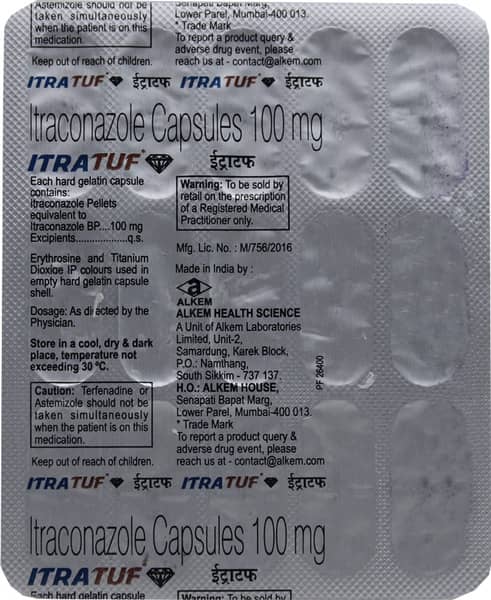 Astemizole should not be
taken simultaneously
when the patient is on this
medication.
Keep out of reach of children.
Senapati Bapat Marg,
Lower Parel, Mumbai-400 013.
* Trade Mark
To report a product query &
adverse drug event, please
reach us at - contact@alkem.com
ITRATUF* ईट्राटफ ITRATUF* ईट्राटफ
Itraconazole Capsules 100 mg
ITRATUF* ईट्राटफ
Each hard gelatin capsule
contains:
Itraconazole Pellets
equivalent to
Itraconazole BP....100 mg
Excipients..................q.s.
Erythrosine and Titanium
Dioxide IP colours used in
empty hard gelatin capsule
shell.
Dosage: As directed by the
Physician.
Store in a cool, dry & dark
place, temperature not
exceeding 30 ºC.
Caution: Terfenadine or
Astemizole should not be
taken simultaneously
when the patient is on this
medication.
Keep out of reach of children.
Warning: To be sold by
retail on the prescription
of a Registered Medical
Practitioner only.
Mfg. Lic. No. : M/756/2016
Made in India by :
a
ALKEM
ALKEM HEALTH SCIENCE
A Unit of Alkem Laboratories
Limited, Unit-2,
Samardung, Karek Block,
P.O.: Namthang,
South Sikkim - 737 137.
H.O.: ALKEM HOUSE,
Senapati Bapat Marg,
Lower Parel, Mumbai-400 013.
* Trade Mark
To report a product query &
adverse drug event, please
reach us at - contact@alkem.com
PF 26400
ITRATUF* ईट्राटफ ITRATUF* ईट्राटफ
Itraconazole Capsules 100 mg
ITRATUF* ईट्राटफ
Each hard gelatin capsule
Warning: To be sold by